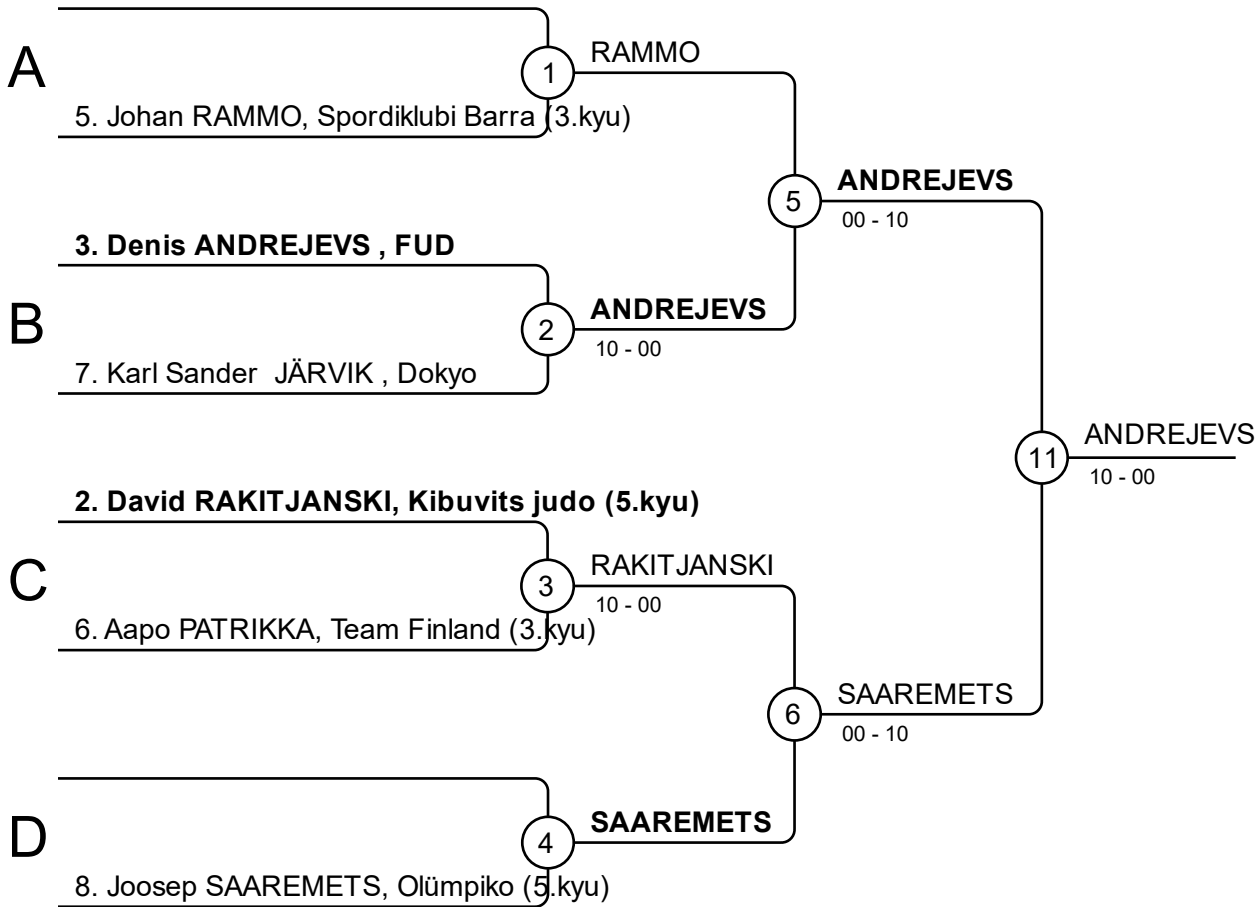 A
1
RAMMO
5. Johan RAMMO, Spordiklubi Barra (3.kyu)
5
ANDREJEVS
00 - 10
3. Denis ANDREJEVS , FUD
B
2
ANDREJEVS
10 - 00
7. Karl Sander  JÄRVIK , Dokyo
11
ANDREJEVS
10 - 00
2. David RAKITJANSKI, Kibuvits judo (5.kyu)
C
3
RAKITJANSKI
10 - 00
6. Aapo PATRIKKA, Team Finland (3.kyu)
6
SAAREMETS
00 - 10
D
4
SAAREMETS
8. Joosep SAAREMETS, Olümpiko (5.kyu)